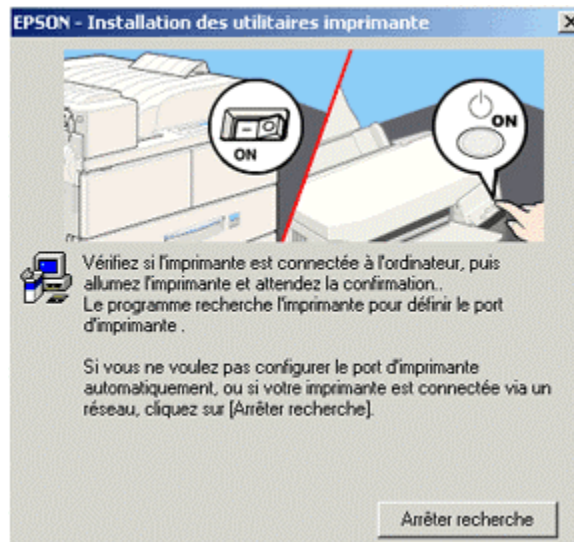 EPSON - Installation des utilitaires imprimante
ON
ON
Vérifiez si l'imprimante est connectée à l'ordinateur, puis
allumez l'imprimante et attendez la confirmation..
Le programme recherche l'imprimante pour définir le port
d'imprimante .
Si vous ne voulez pas configurer le port d'imprimante
automatiquement, ou si votre imprimante est connectée via un
réseau, cliquez sur [Arrêter recherche].
Arrêter recherche